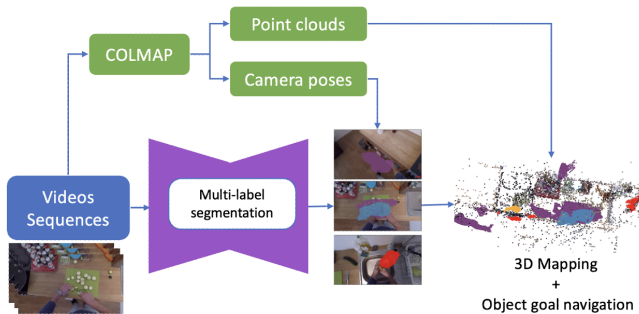 Point clouds
COLMAP
Camera poses
Videos
Sequences
Multi-label
segmentation
3D Mapping
+
Object goal navigation